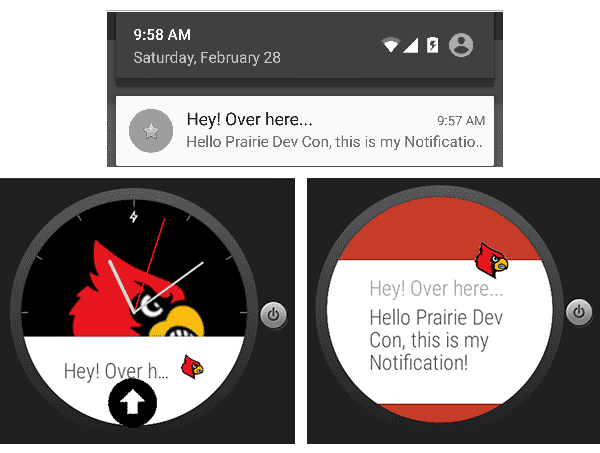 9:58 AM
Saturday, February 28
Hey! Over here...
9:57 AM
Hello Prairie Dev Con, this is my Notificatio..
Hey! Over h...
Hey! Over here...
Hello Prairie Dev
Con, this is my
Notification!